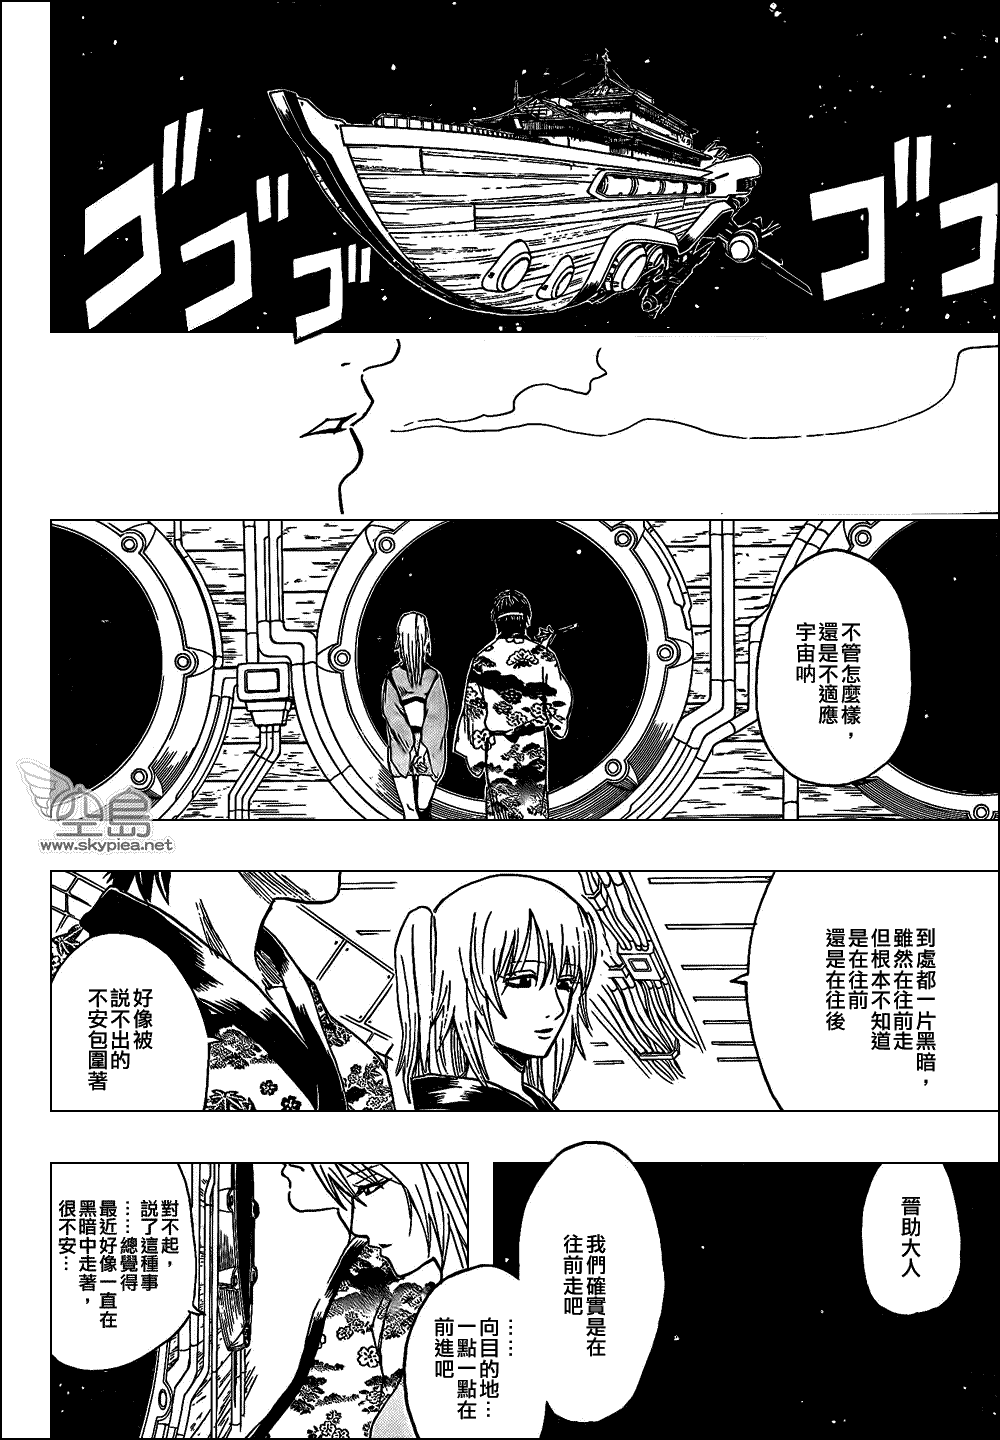 ゴゴ
ゴゴゴ
不管怎麼樣，
還是不適應
宇宙吶
空島
www.skypiea.net
到處都一片黑暗，
雖然在往前走
但根本不知道
是在往前
還是在往後
好像被
說不出的
不安包圍著
晉助大人
我們確實是在
往前走吧
……
向目的地…
一點一點在
前進吧
對不起，
說了這種事
……總覺得
最近好像一直在
黑暗中走著，
很不安…